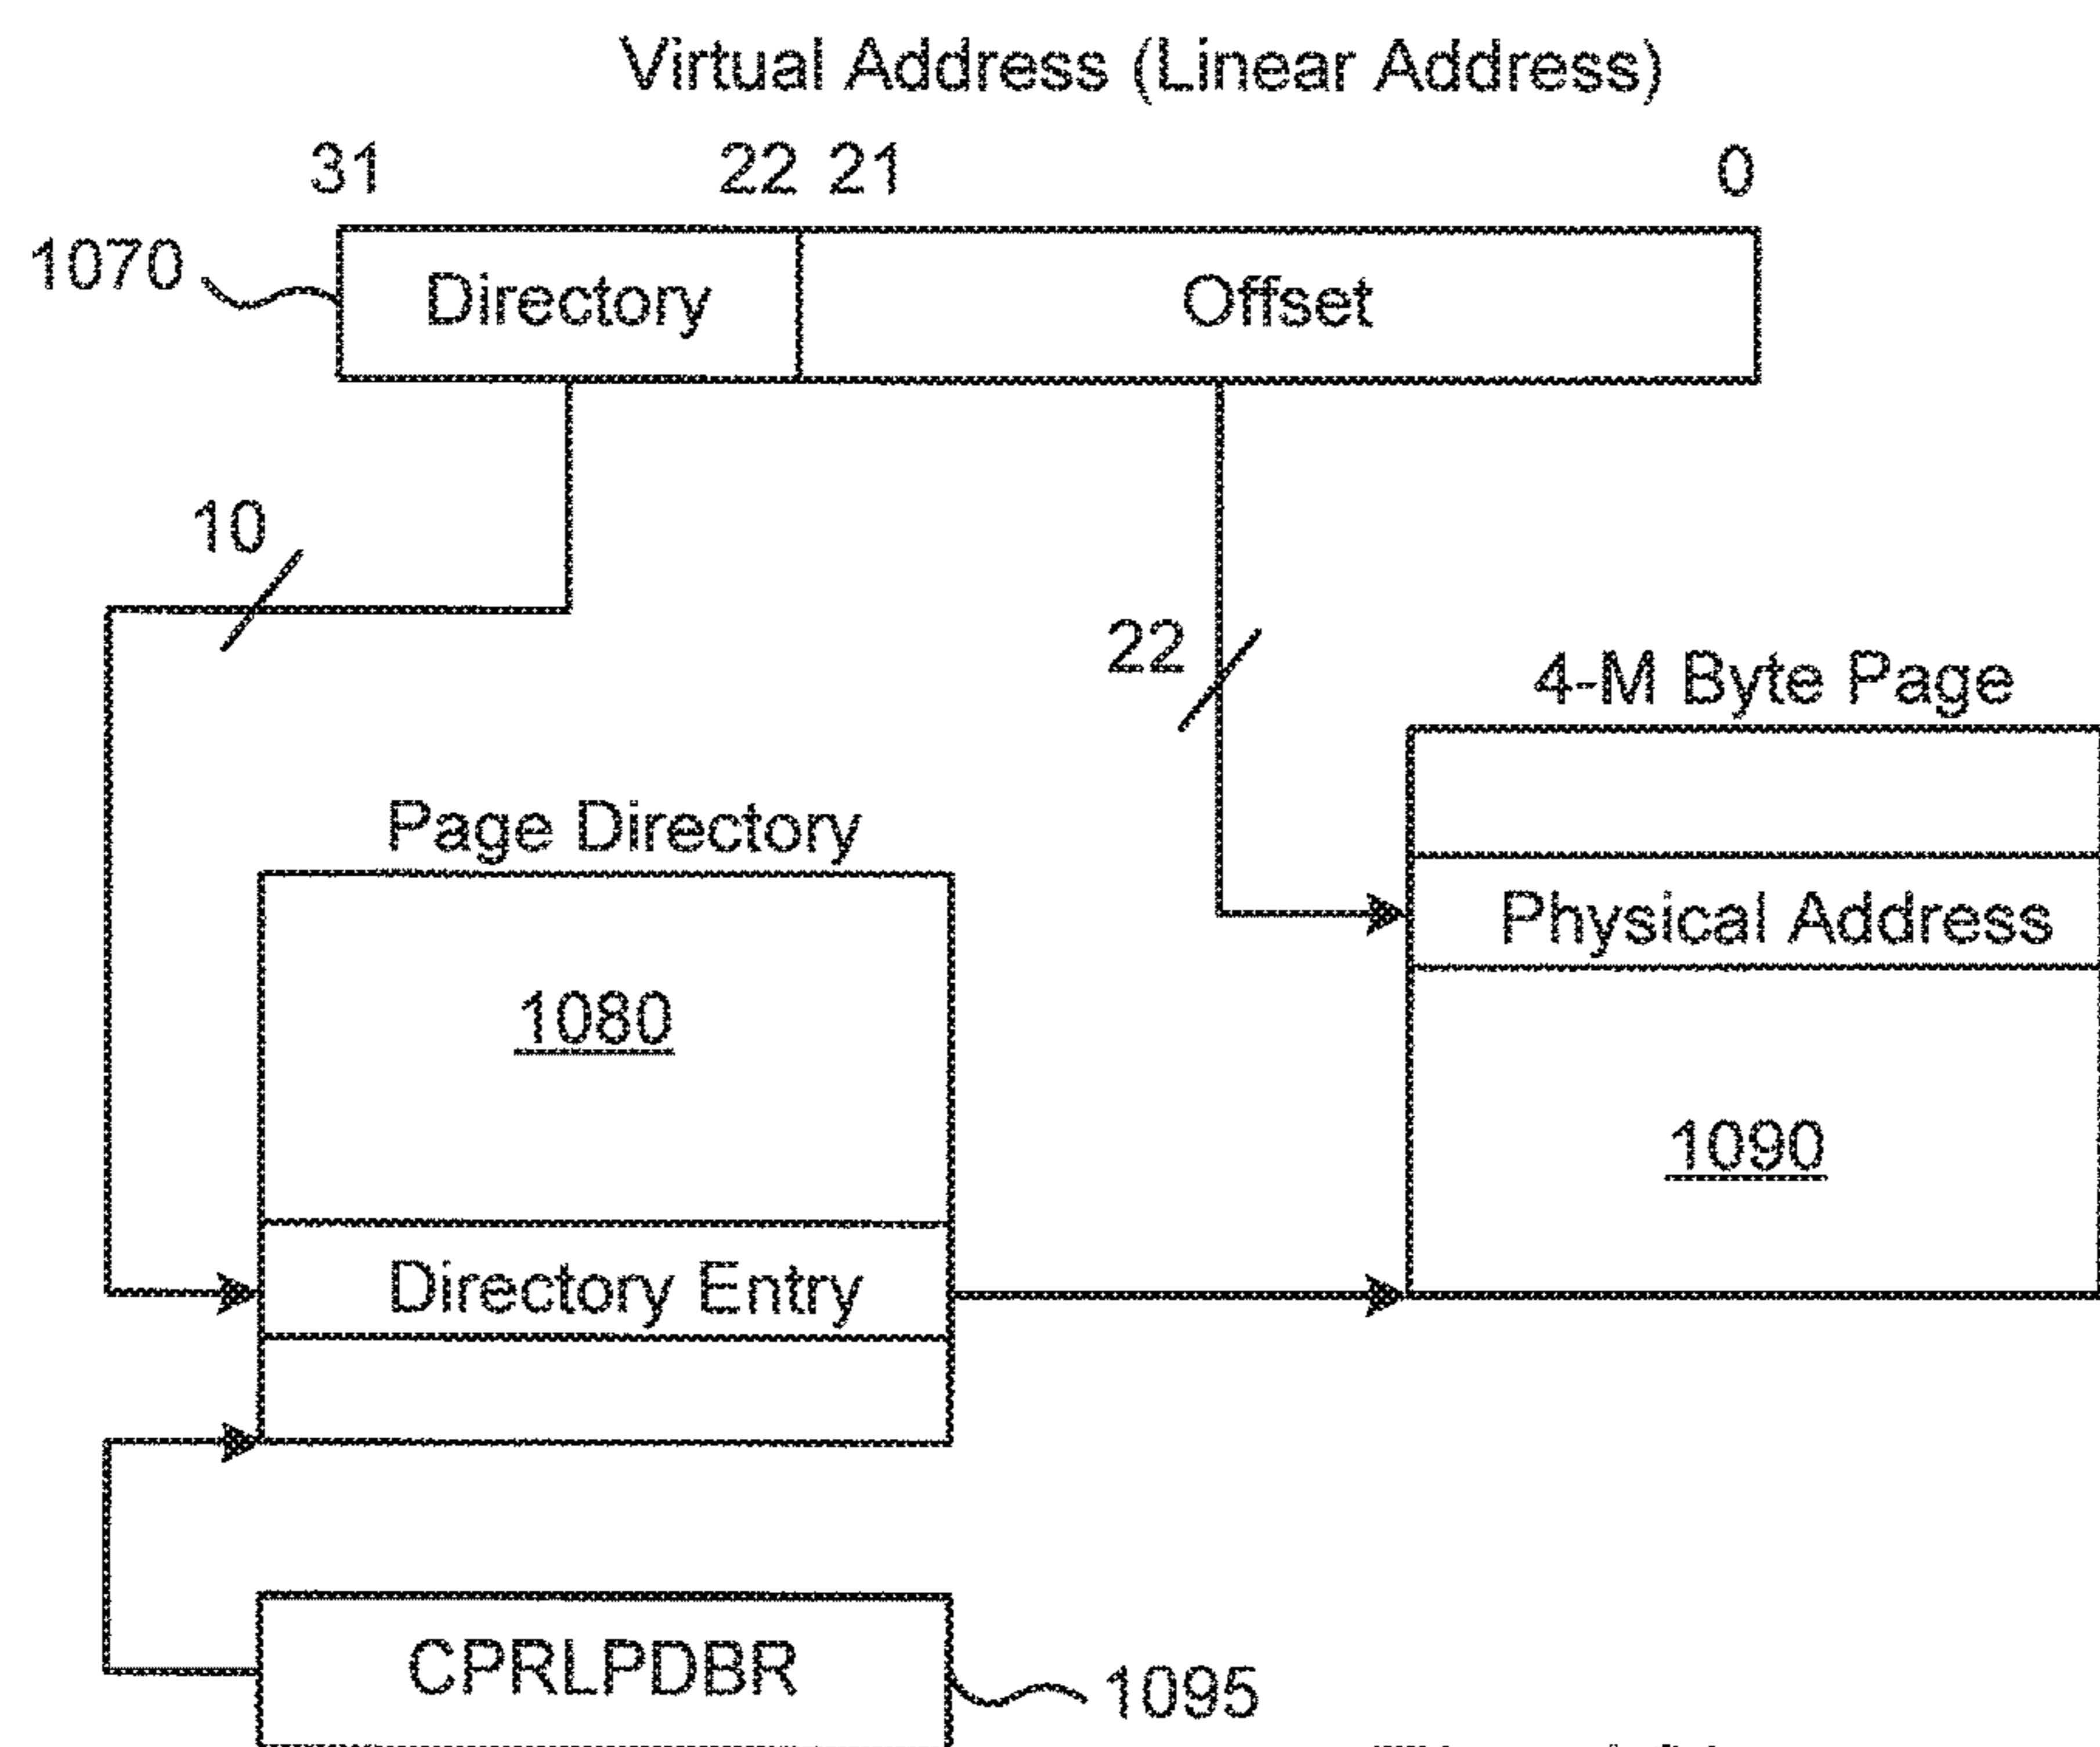 Virtual Address (Linear Address)
31 22 21 0
1070 Directory Offset
10
22
4-M Byte Page
Page Directory
Physical Address
1080
1090
Directory Entry
CPRLPDBR 1095